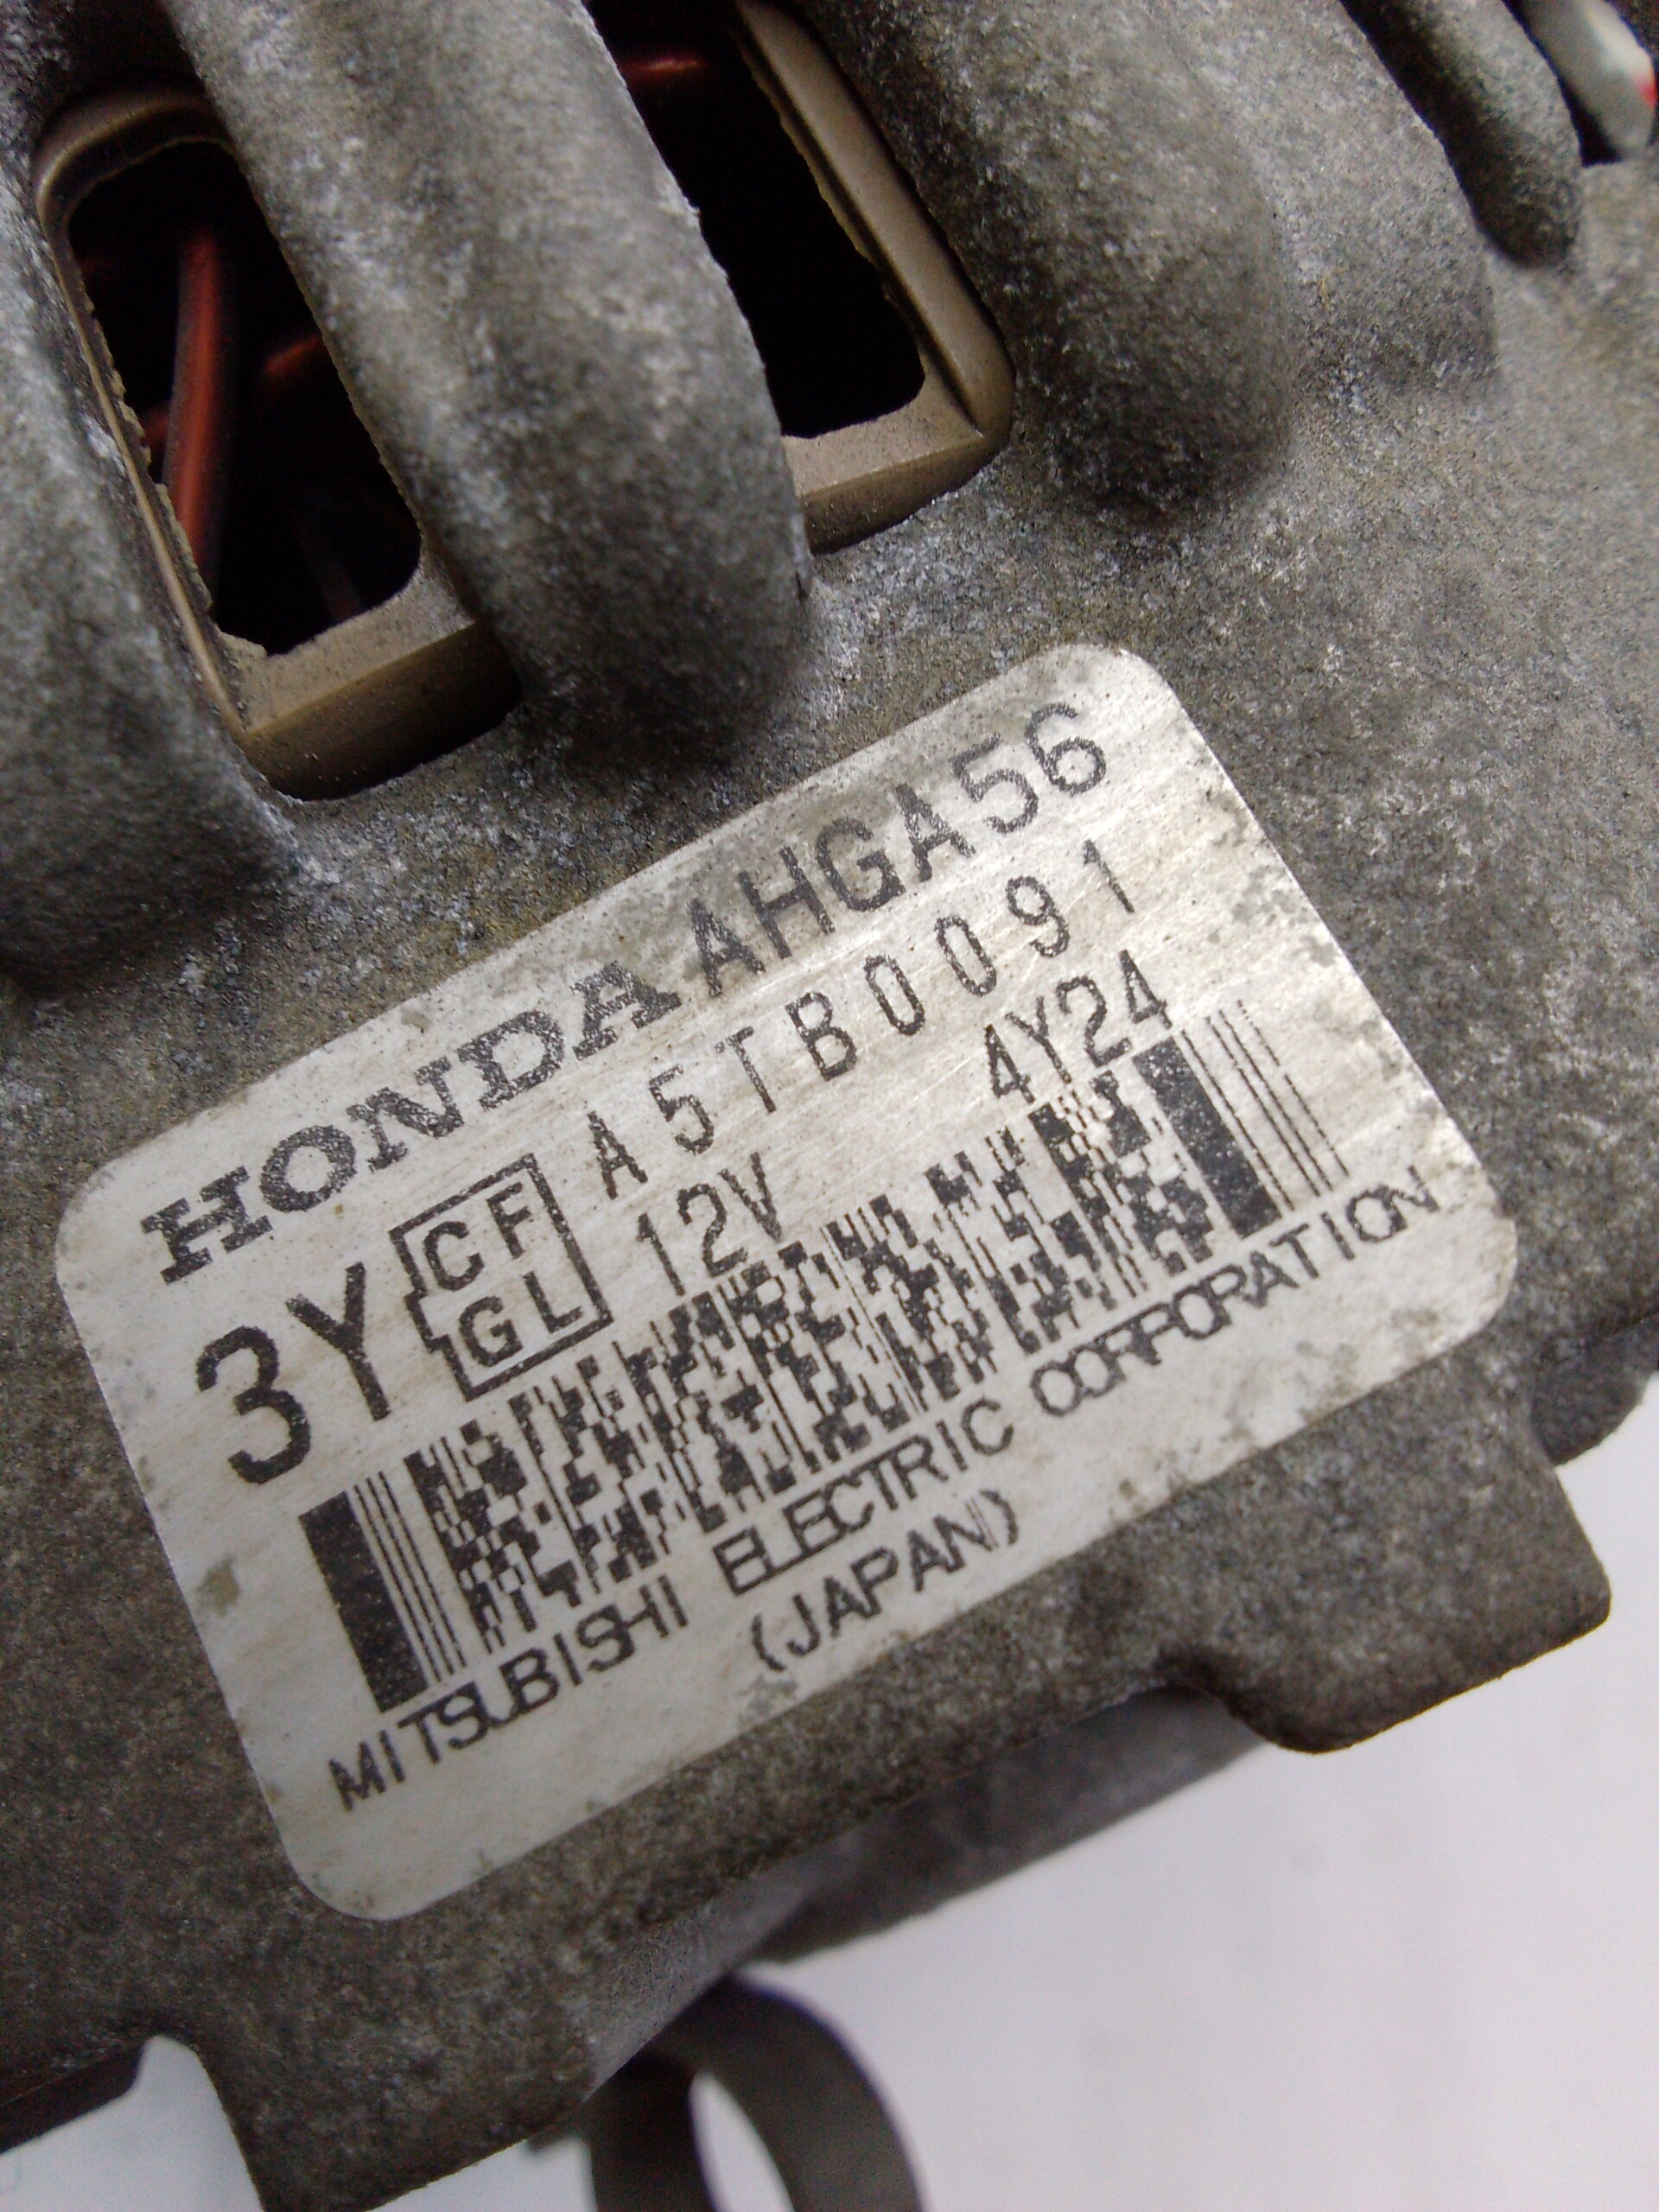 HONDA AHGA56
A5TB0091
3Y CF GL 12V 4Y24
MITSUBISHI ELECTRIC CORPORATION
(JAPAN)